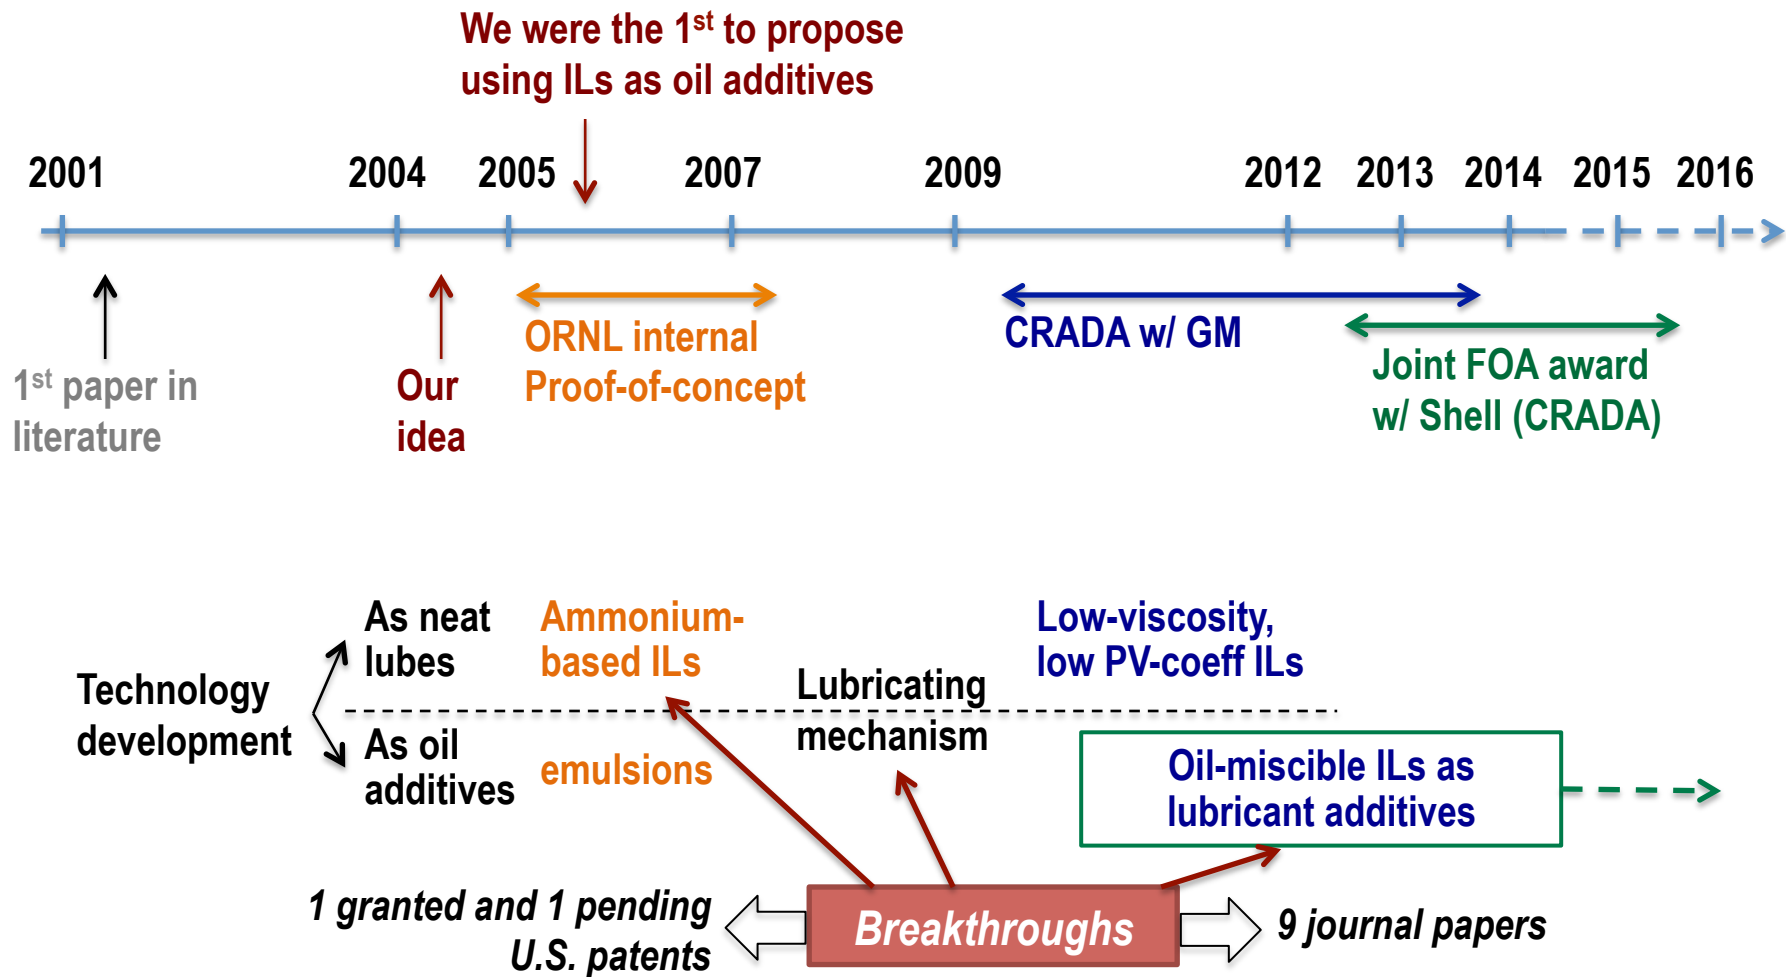 We were the 1st to propose
using ILs as oil additives
2001 2004 2005 2007 2009 2012 2013 2014 2015 2016
1st paper in
literature
Our
idea
ORNL internal
Proof-of-concept
CRADA w/ GM
Joint FOA award
w/ Shell (CRADA)
Technology
development
As neat
lubes
Ammonium-
based ILs
Lubricating
mechanism
Low-viscosity,
low PV-coeff ILs
As oil
additives
emulsions
Oil-miscible ILs as
lubricant additives
1 granted and 1 pending
U.S. patents
Breakthroughs
9 journal papers